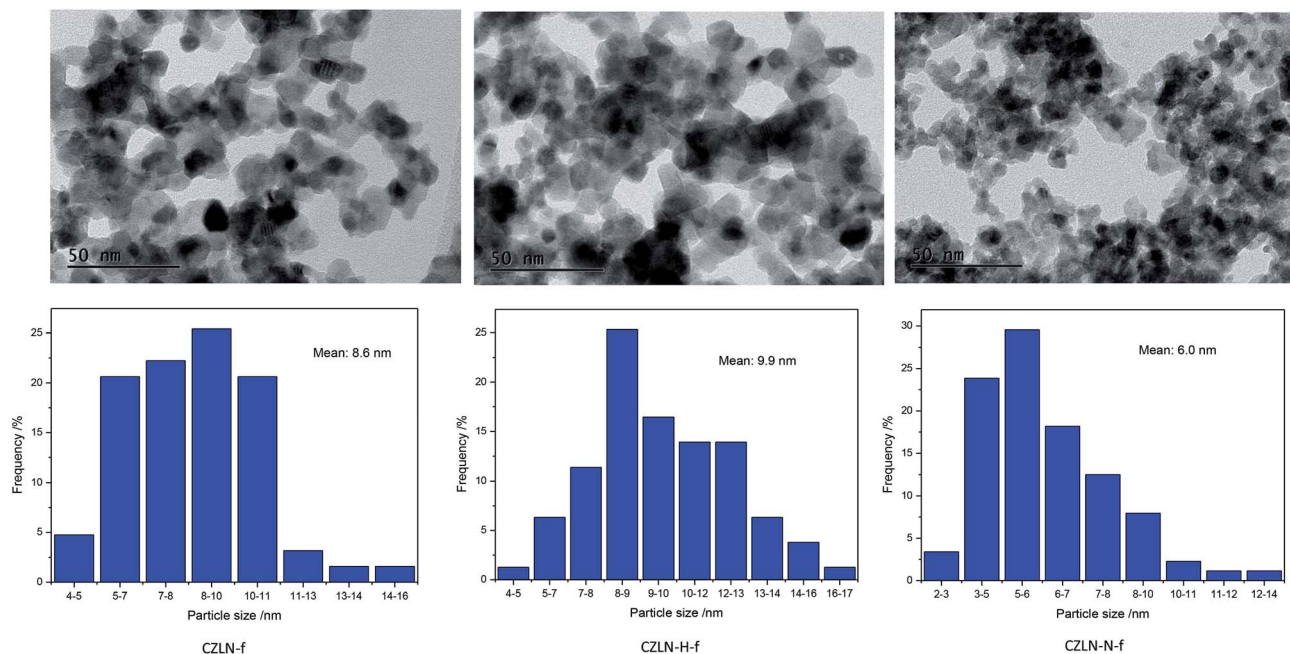 50 nm
50 nm
50 nm
Mean: 8.6 nm
Frequency /%
25
20
15
10
5
0
4-5 5-7 7-8 8-10 10-11 11-13 13-14 14-16
Particle size /nm
CZLN-f
Mean: 9.9 nm
Frequency /%
25
20
15
10
5
0
4-5 5-7 7-8 8-9 9-10 10-12 12-13 13-14 14-16 16-17
Particle size /nm
CZLN-H-f
Mean: 6.0 nm
Frequency /%
30
25
20
15
10
5
0
2-3 3-5 5-6 6-7 7-8 8-10 10-11 11-12 12-14
Particle size /nm
CZLN-N-f